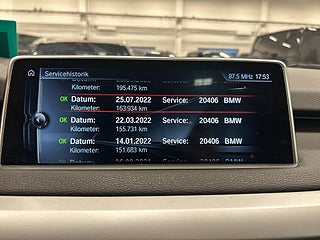 Servicehistorik 87.5 MHz 17:53
Kilometer: 195.475 km
OK Datum: 25.07.2022 Service: 20406 BMW
Kilometer: 163.934 km
OK Datum: 22.03.2022 Service: 20406 BMW
Kilometer: 155.731 km
OK Datum: 14.01.2022 Service: 20406 BMW
Kilometer: 151.683 km